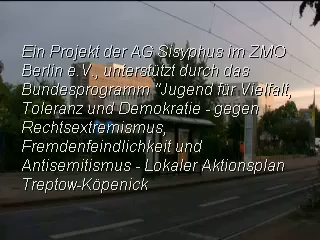 Ein Projekt der AG Sisyphus im ZMO
Berlin e.V., unterstützt durch das
Bundesprogramm "Jugend für Vielfalt,
Toleranz und Demokratie - gegen
Rechtsextremismus,
Fremdenfeindlichkeit und
Antisemitismus - Lokaler Aktionsplan
Treptow-Köpenick